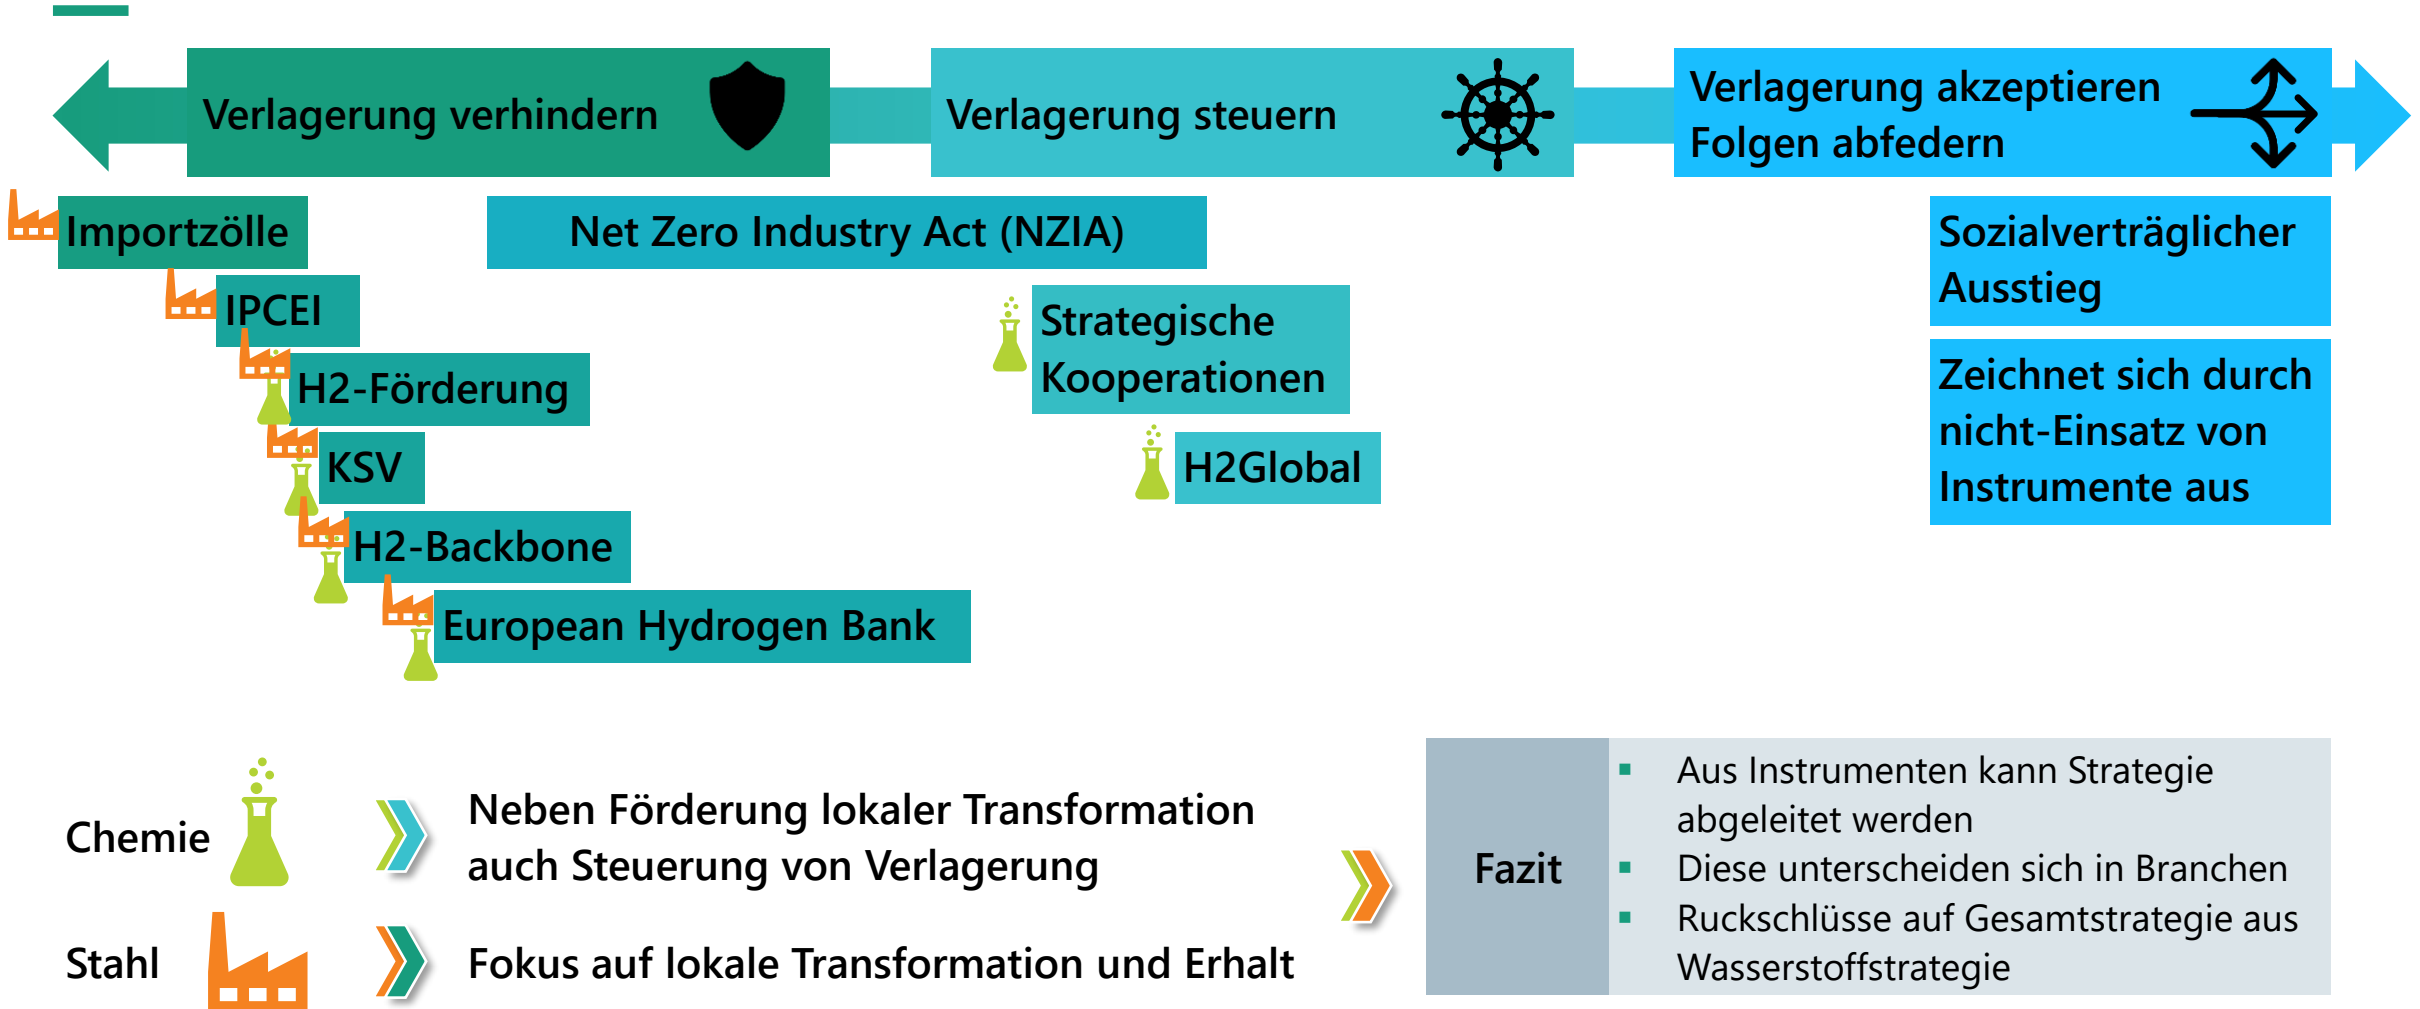 Verlagerung verhindern
Verlagerung steuern
Verlagerung akzeptieren
Folgen abfedern
Importzölle
Net Zero Industry Act (NZIA)
Sozialverträglicher
Ausstieg
IPCEI
Strategische
Kooperationen
H2-Förderung
Zeichnet sich durch
nicht-Einsatz von
Instrumente aus
KSV
H2Global
H2-Backbone
European Hydrogen Bank
Chemie
Neben Förderung lokaler Transformation
auch Steuerung von Verlagerung
Stahl
Fokus auf lokale Transformation und Erhalt
Fazit
▪ Aus Instrumenten kann Strategie
abgeleitet werden
▪ Diese unterscheiden sich in Branchen
▪ Ruckschlüsse auf Gesamtstrategie aus
Wasserstoffstrategie